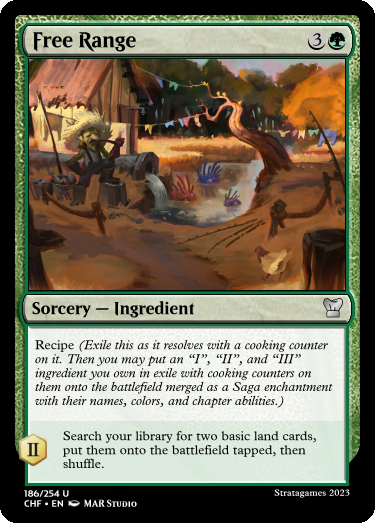 Free Range 3
Sorcery — Ingredient
Recipe (Exile this as it resolves with a cooking counter
on it. Then you may put an “I”, “II”, and “III”
ingredient you own in exile with cooking counters on
them onto the battlefield merged as a Saga enchantment
with their names, colors, and chapter abilities.)
II
Search your library for two basic land cards,
put them onto the battlefield tapped, then
shuffle.
186/254 U
CHF • EN MAR STUDIO
Stratagames 2023